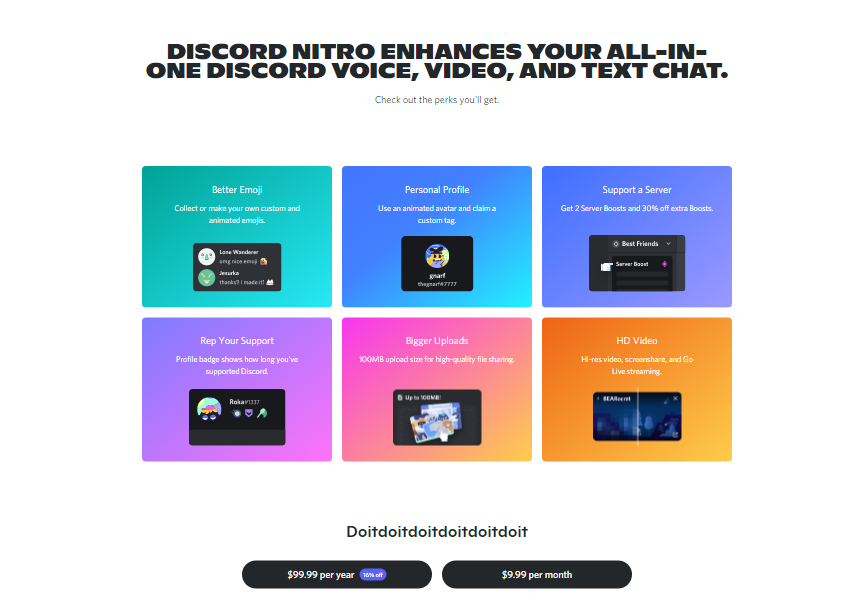 DISCORD NITRO ENHANCES YOUR ALL-IN-
ONE DISCORD VOICE, VIDEO, AND TEXT CHAT.
Check out the perks you'll get.
Better Emoji
Collect or make your own custom and
animated emojis.
Lone Wanderer
omg nice emoji
Jesurka
thanks!! I made it!
Personal Profile
Use an animated avatar and claim a
custom tag.
gnarf
thegnarf#7777
Support a Server
Get 2 Server Boosts and 30% off extra Boosts.
Best Friends
Server Boost
Rep Your Support
Profile badge shows how long you've
supported Discord.
Roka#1337
Bigger Uploads
100MB upload size for high-quality file sharing.
Up to 100MB!
HD Video
Hi-res video, screenshare, and Go
Live streaming.
BEARocrat
Doitdoitdoitdoitdoitdoit
$99.99 per year 16% off
$9.99 per month